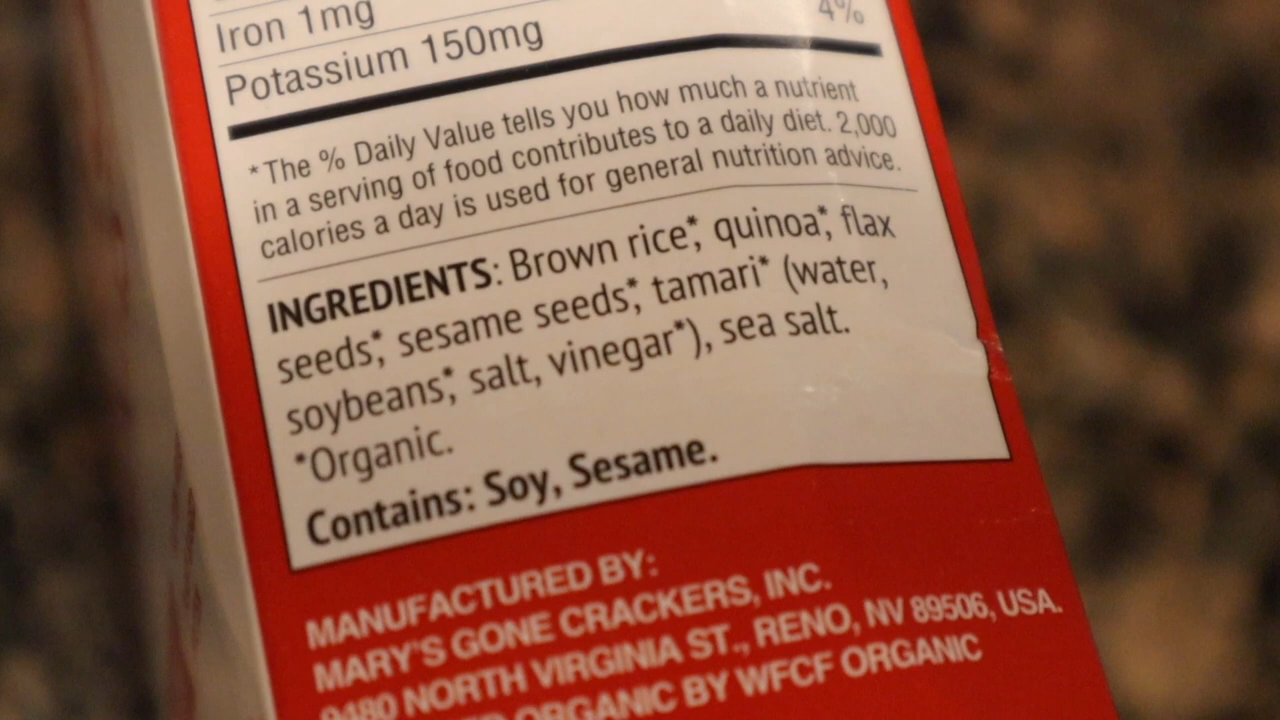 Iron 1mg
Potassium 150mg 4%
*The % Daily Value tells you how much a nutrient
in a serving of food contributes to a daily diet. 2,000
calories a day is used for general nutrition advice.
INGREDIENTS: Brown rice*, quinoa*, flax
seeds*, sesame seeds*, tamari* (water,
soybeans*, salt, vinegar*), sea salt.
*Organic.
Contains: Soy, Sesame.
MANUFACTURED BY:
MARY'S GONE CRACKERS, INC.
9480 NORTH VIRGINIA ST., RENO, NV 89506, USA.
ORGANIC BY WFCF ORGANIC